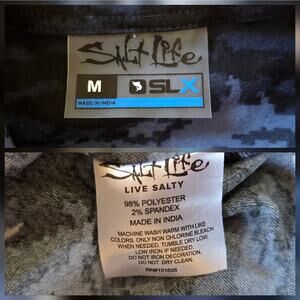 Salt Life
M SLX
MADE IN INDIA
Salt Life
LIVE SALTY
98% POLYESTER
2% SPANDEX
MADE IN INDIA
MACHINE WASH WARM WITH LIKE
COLORS. ONLY NON CHLORINE BLEACH
WHEN NEEDED. TUMBLE DRY LOW
LOW IRON IF NEEDED.
DO NOT IRON DECORATION.
DO NOT DRY CLEAN.
RN#131535